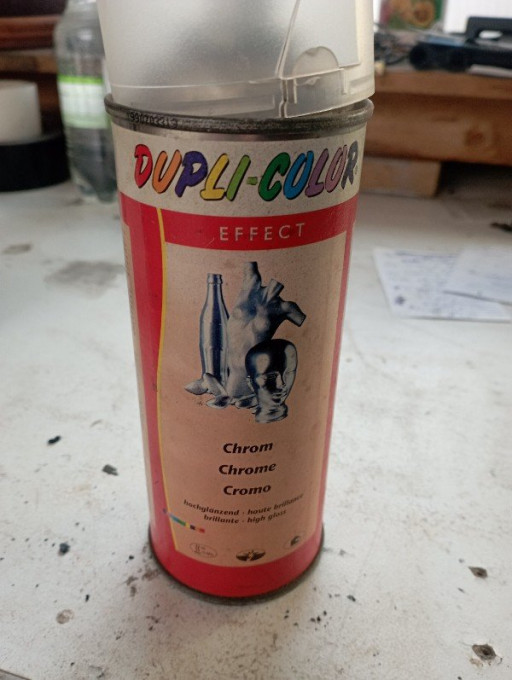 DUPLI-COLOR
EFFECT
Chrom
Chrome
Cromo
hochglänzend - haute brillance
brillante - high gloss